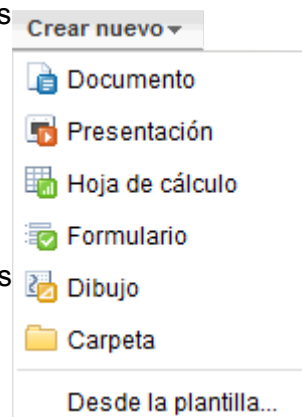 s
Crear nuevo
Documento
Presentación
Hoja de cálculo
Formulario
s
Dibujo
Carpeta
Desde la plantilla...